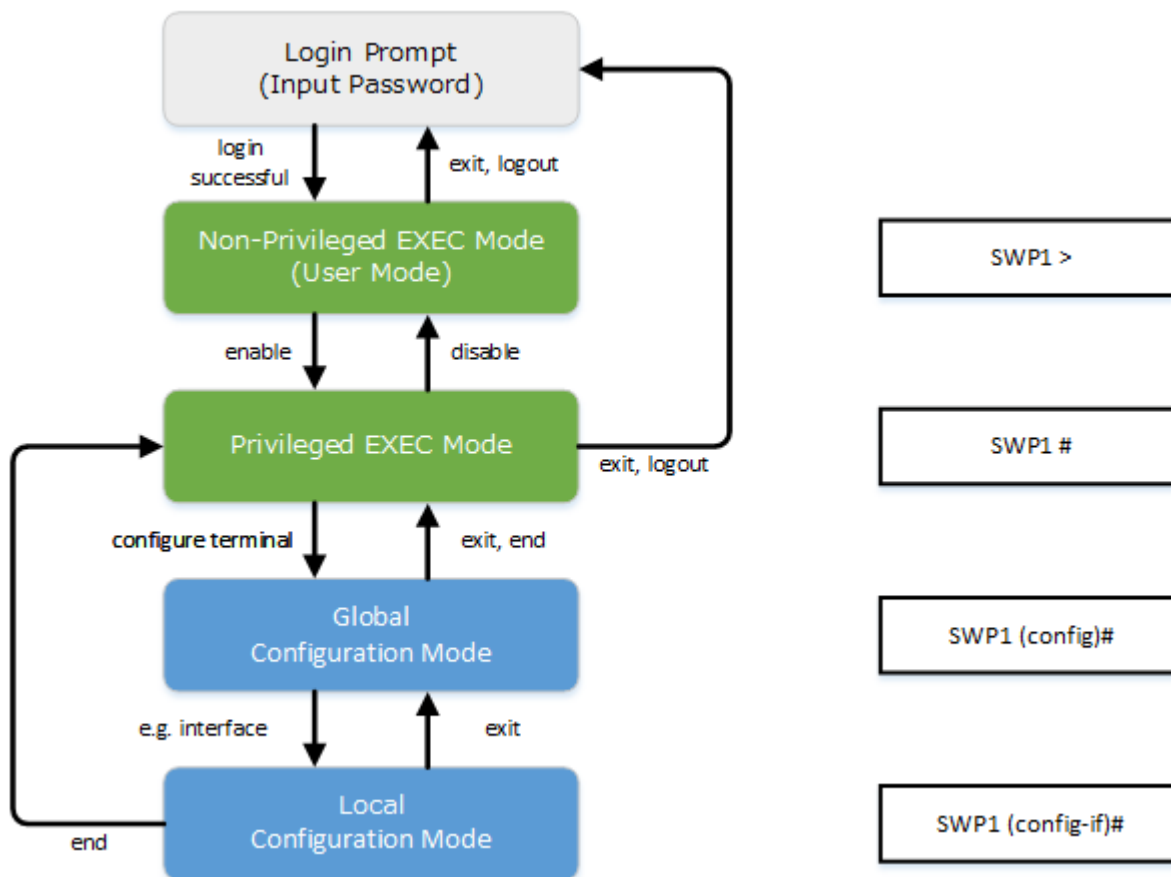 Login Prompt
(Input Password)
login
successful
exit, logout
Non-Privileged EXEC Mode
(User Mode)
SWP1 >
enable
disable
Privileged EXEC Mode
SWP1 #
exit, logout
configure terminal
exit, end
Global
Configuration Mode
SWP1 (config)#
e.g. interface
exit
Local
Configuration Mode
SWP1 (config-if)#
end